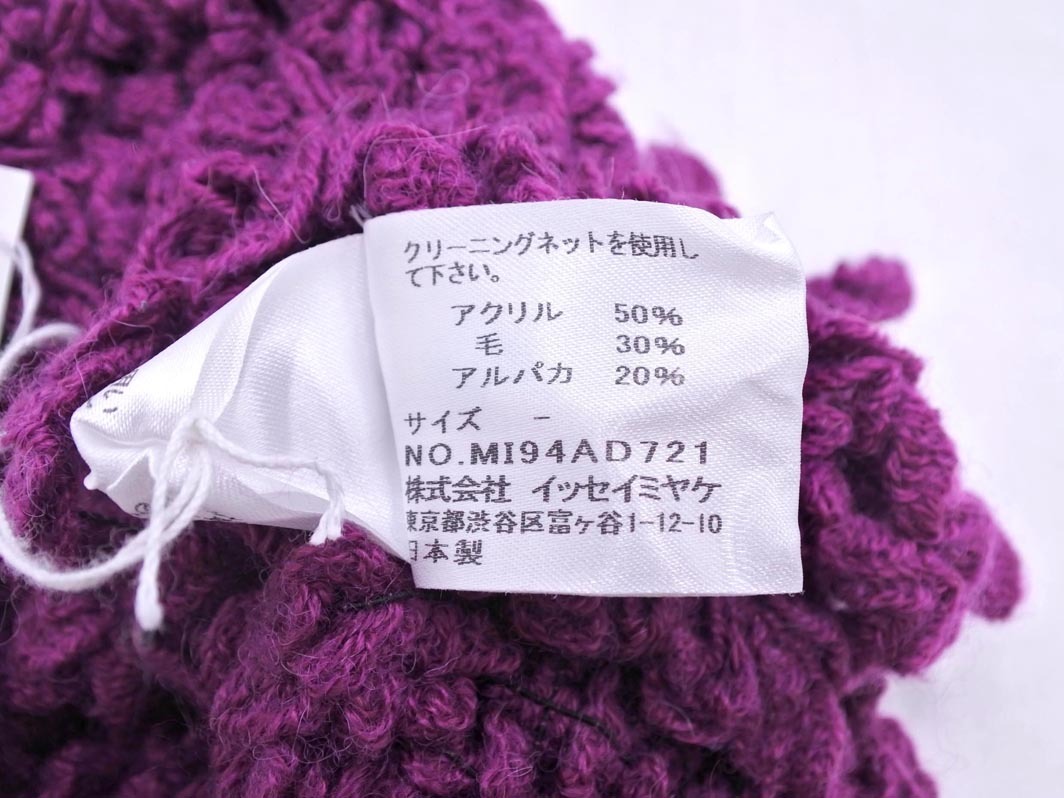 クリーニングネットを使用し
て下さい。
アクリル 50%
毛 30%
アルパカ 20%
サイズ -
NO.MI94AD721
株式会社 イッセイミヤケ
東京都渋谷区富ヶ谷1-12-10
日本製